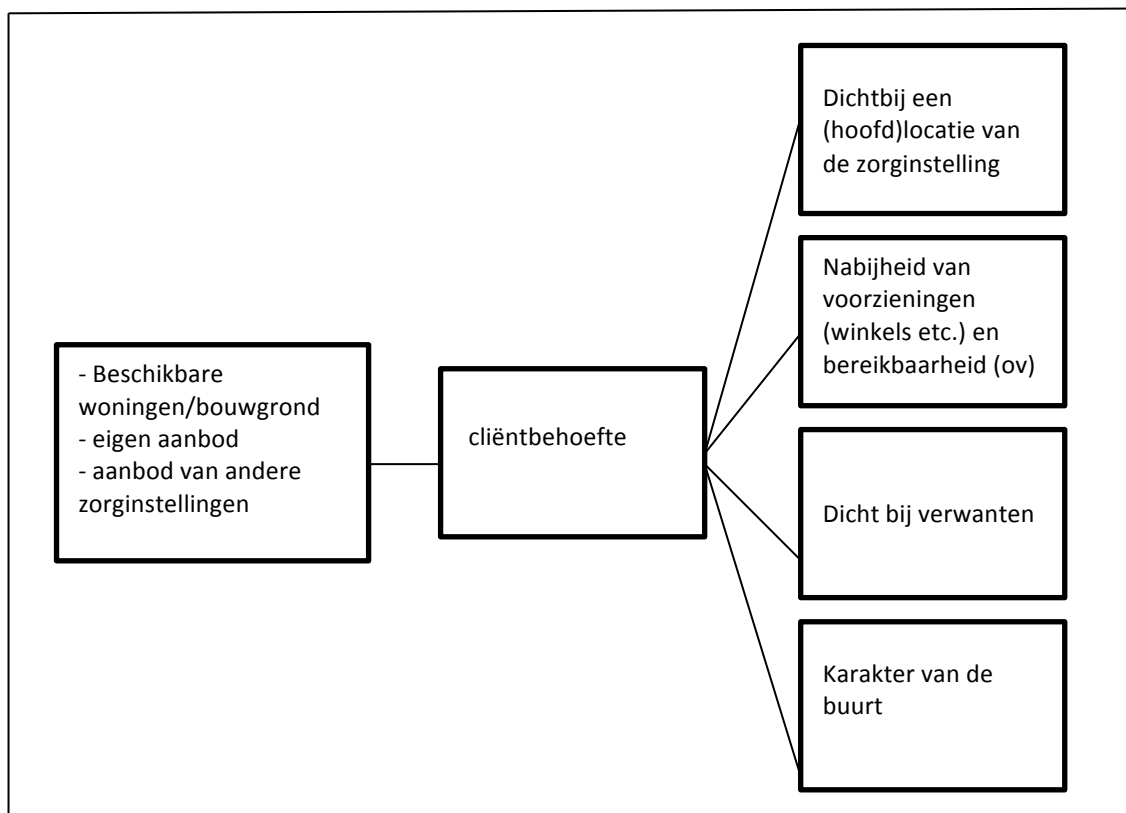 - Beschikbare
woningen/bouwgrond
- eigen aanbod
- aanbod van andere
zorginstellingen
cliëntbehoefte
Dichtbij een
(hoofd)locatie van
de zorginstelling
Nabijheid van
voorzieningen
(winkels etc.) en
bereikbaarheid (ov)
Dicht bij verwanten
Karakter van de
buurt